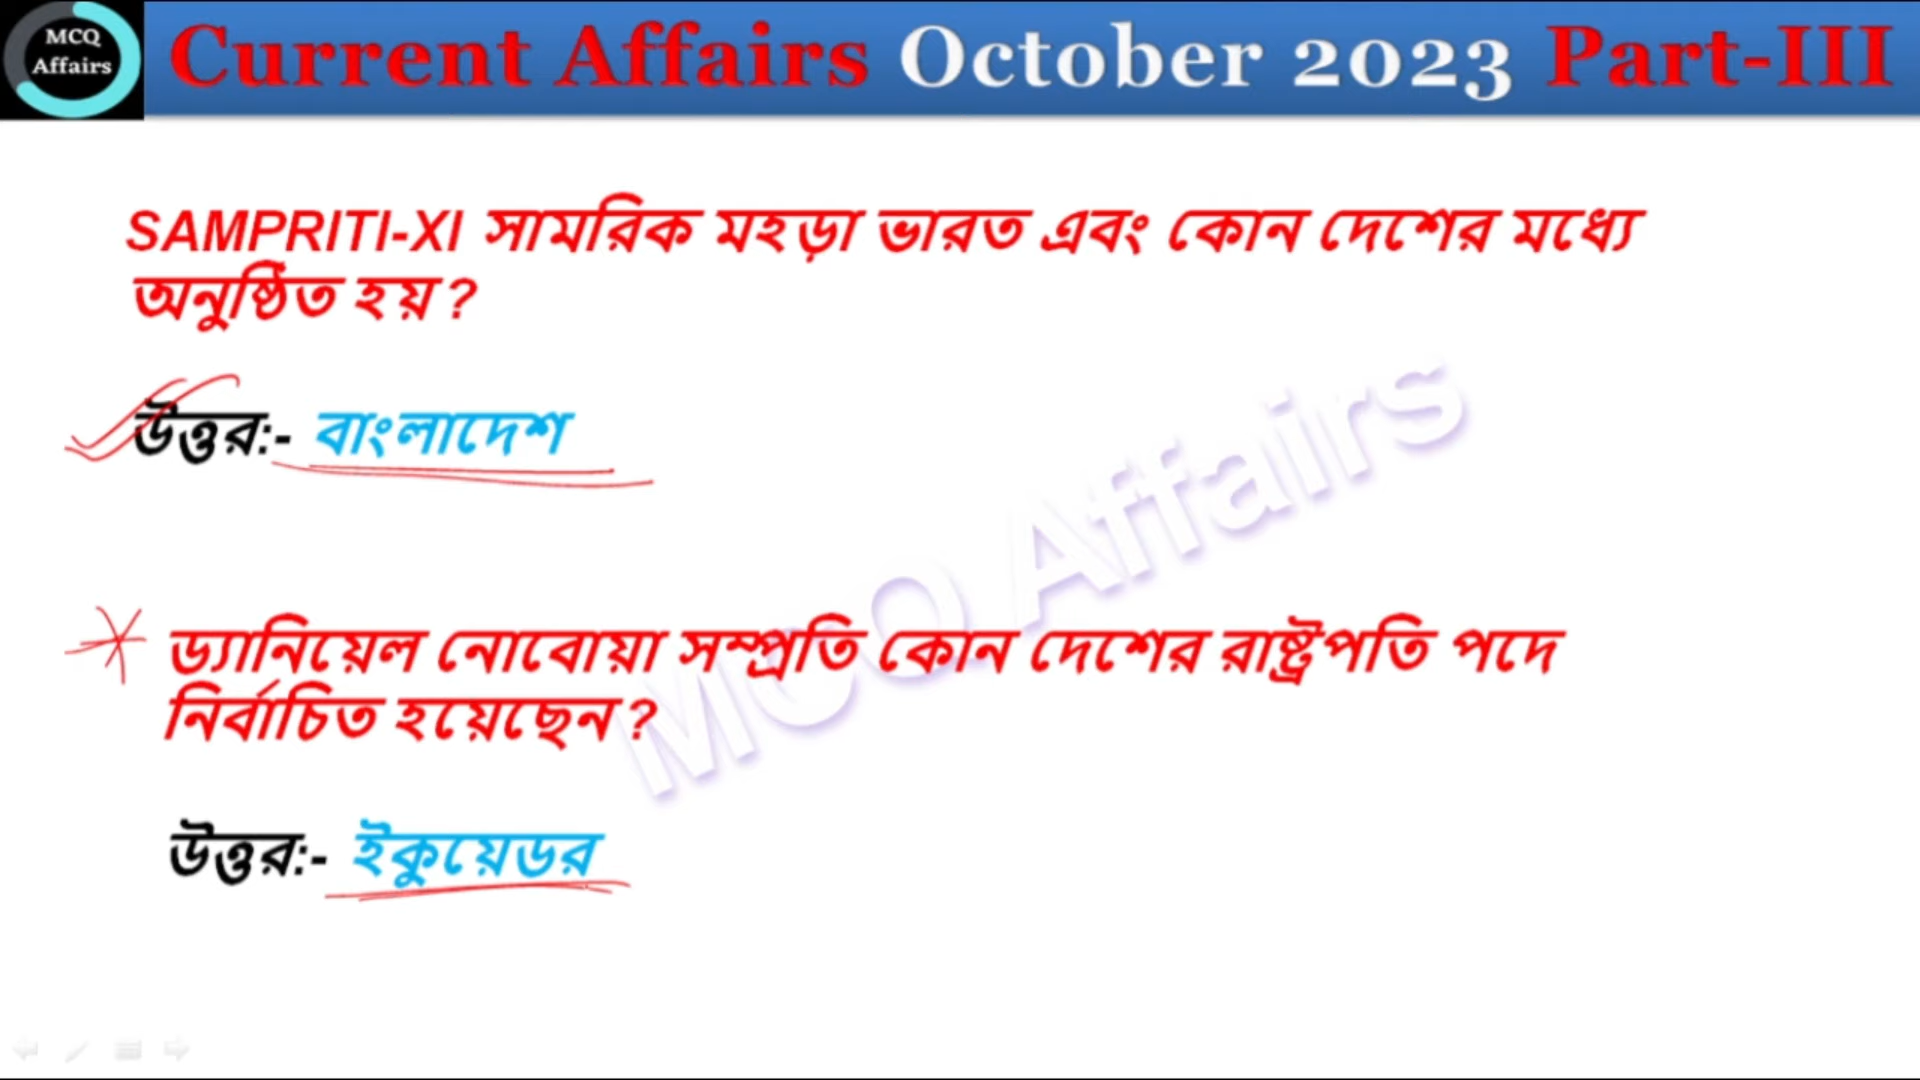 MCQ
Affairs
Current Affairs October 2023 Part-III
SAMPRITI-XI সামরিক মহড়া ভারত এবং কোন দেশের মধ্যে
অনুষ্ঠিত হয়?
উত্তর:- বাংলাদেশ
MCQ Affairs
ড্যানিয়েল নোবোয়া সম্প্রতি কোন দেশের রাষ্ট্রপতি পদে
নির্বাচিত হয়েছেন?
উত্তর:- ইকুয়েডর